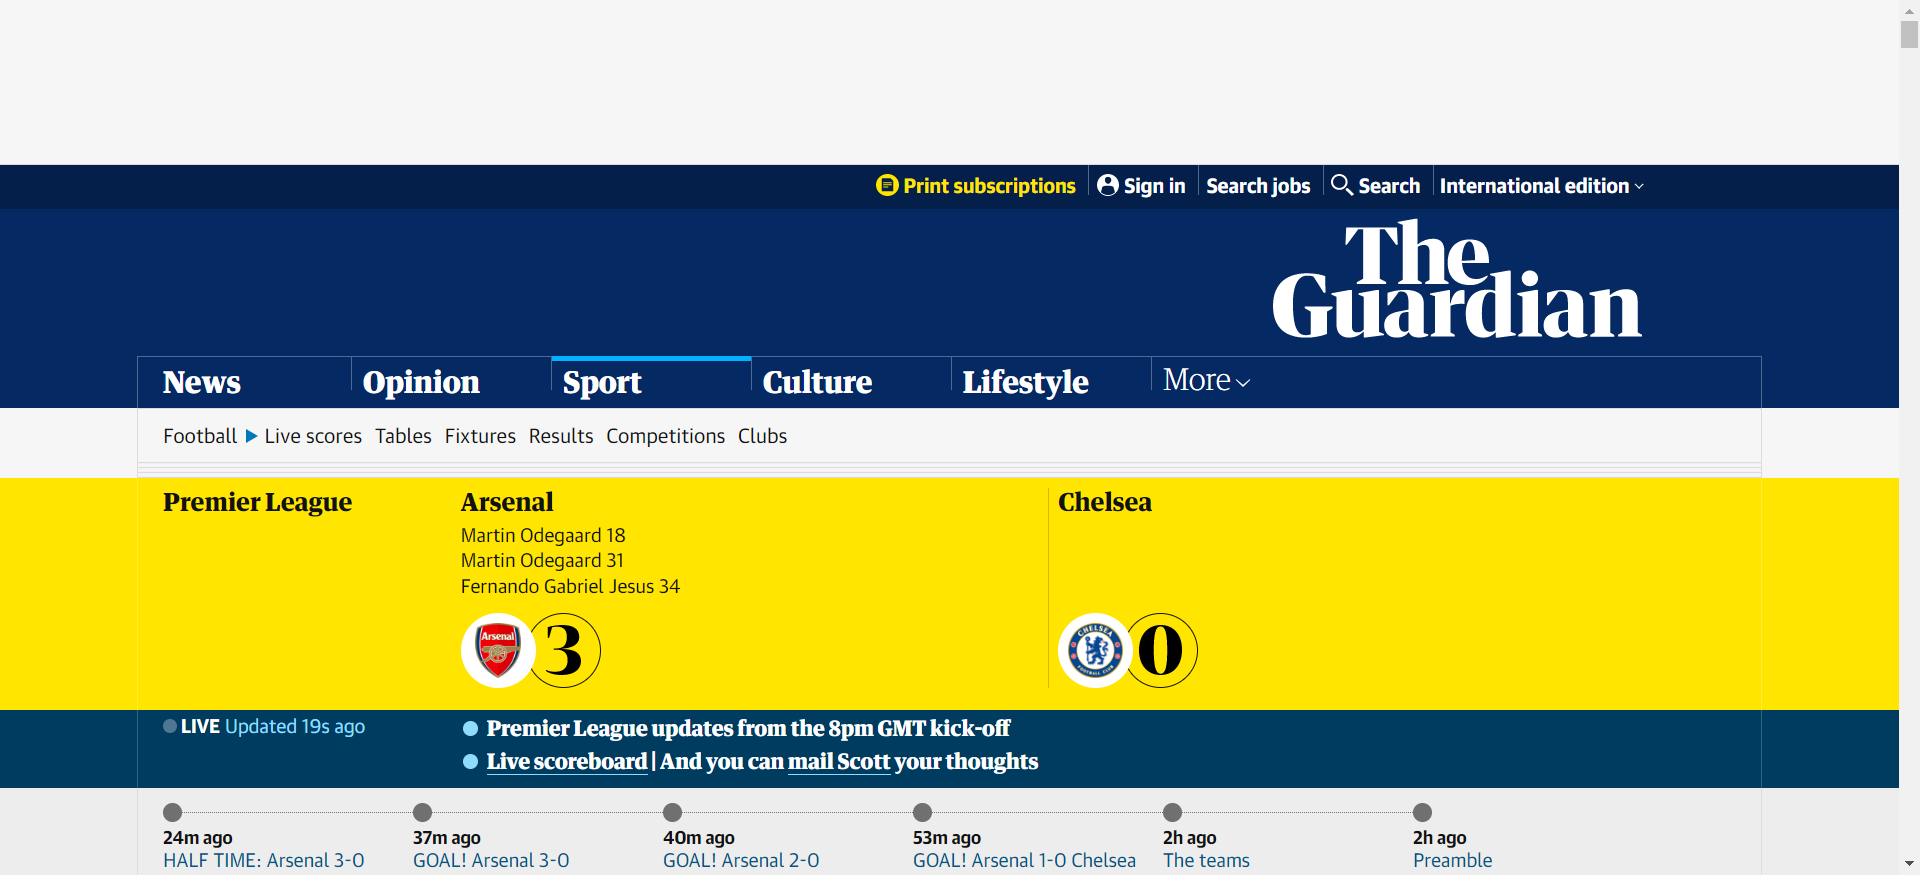 Print subscriptions Sign in Search jobs Search International edition
The
Guardian
News Opinion Sport Culture Lifestyle More
Football Live scores Tables Fixtures Results Competitions Clubs
Premier League
Arsenal
Martin Odegaard 18
Martin Odegaard 31
Fernando Gabriel Jesus 34
Arsenal
3
Chelsea
CHELSEA
FOOTBALL CLUB
0
LIVE Updated 19s ago
Premier League updates from the 8pm GMT kick-off
Live scoreboard | And you can mail Scott your thoughts
24m ago
HALF TIME: Arsenal 3-0
37m ago
GOAL! Arsenal 3-0
40m ago
GOAL! Arsenal 2-0
53m ago
GOAL! Arsenal 1-0 Chelsea
2h ago
The teams
2h ago
Preamble